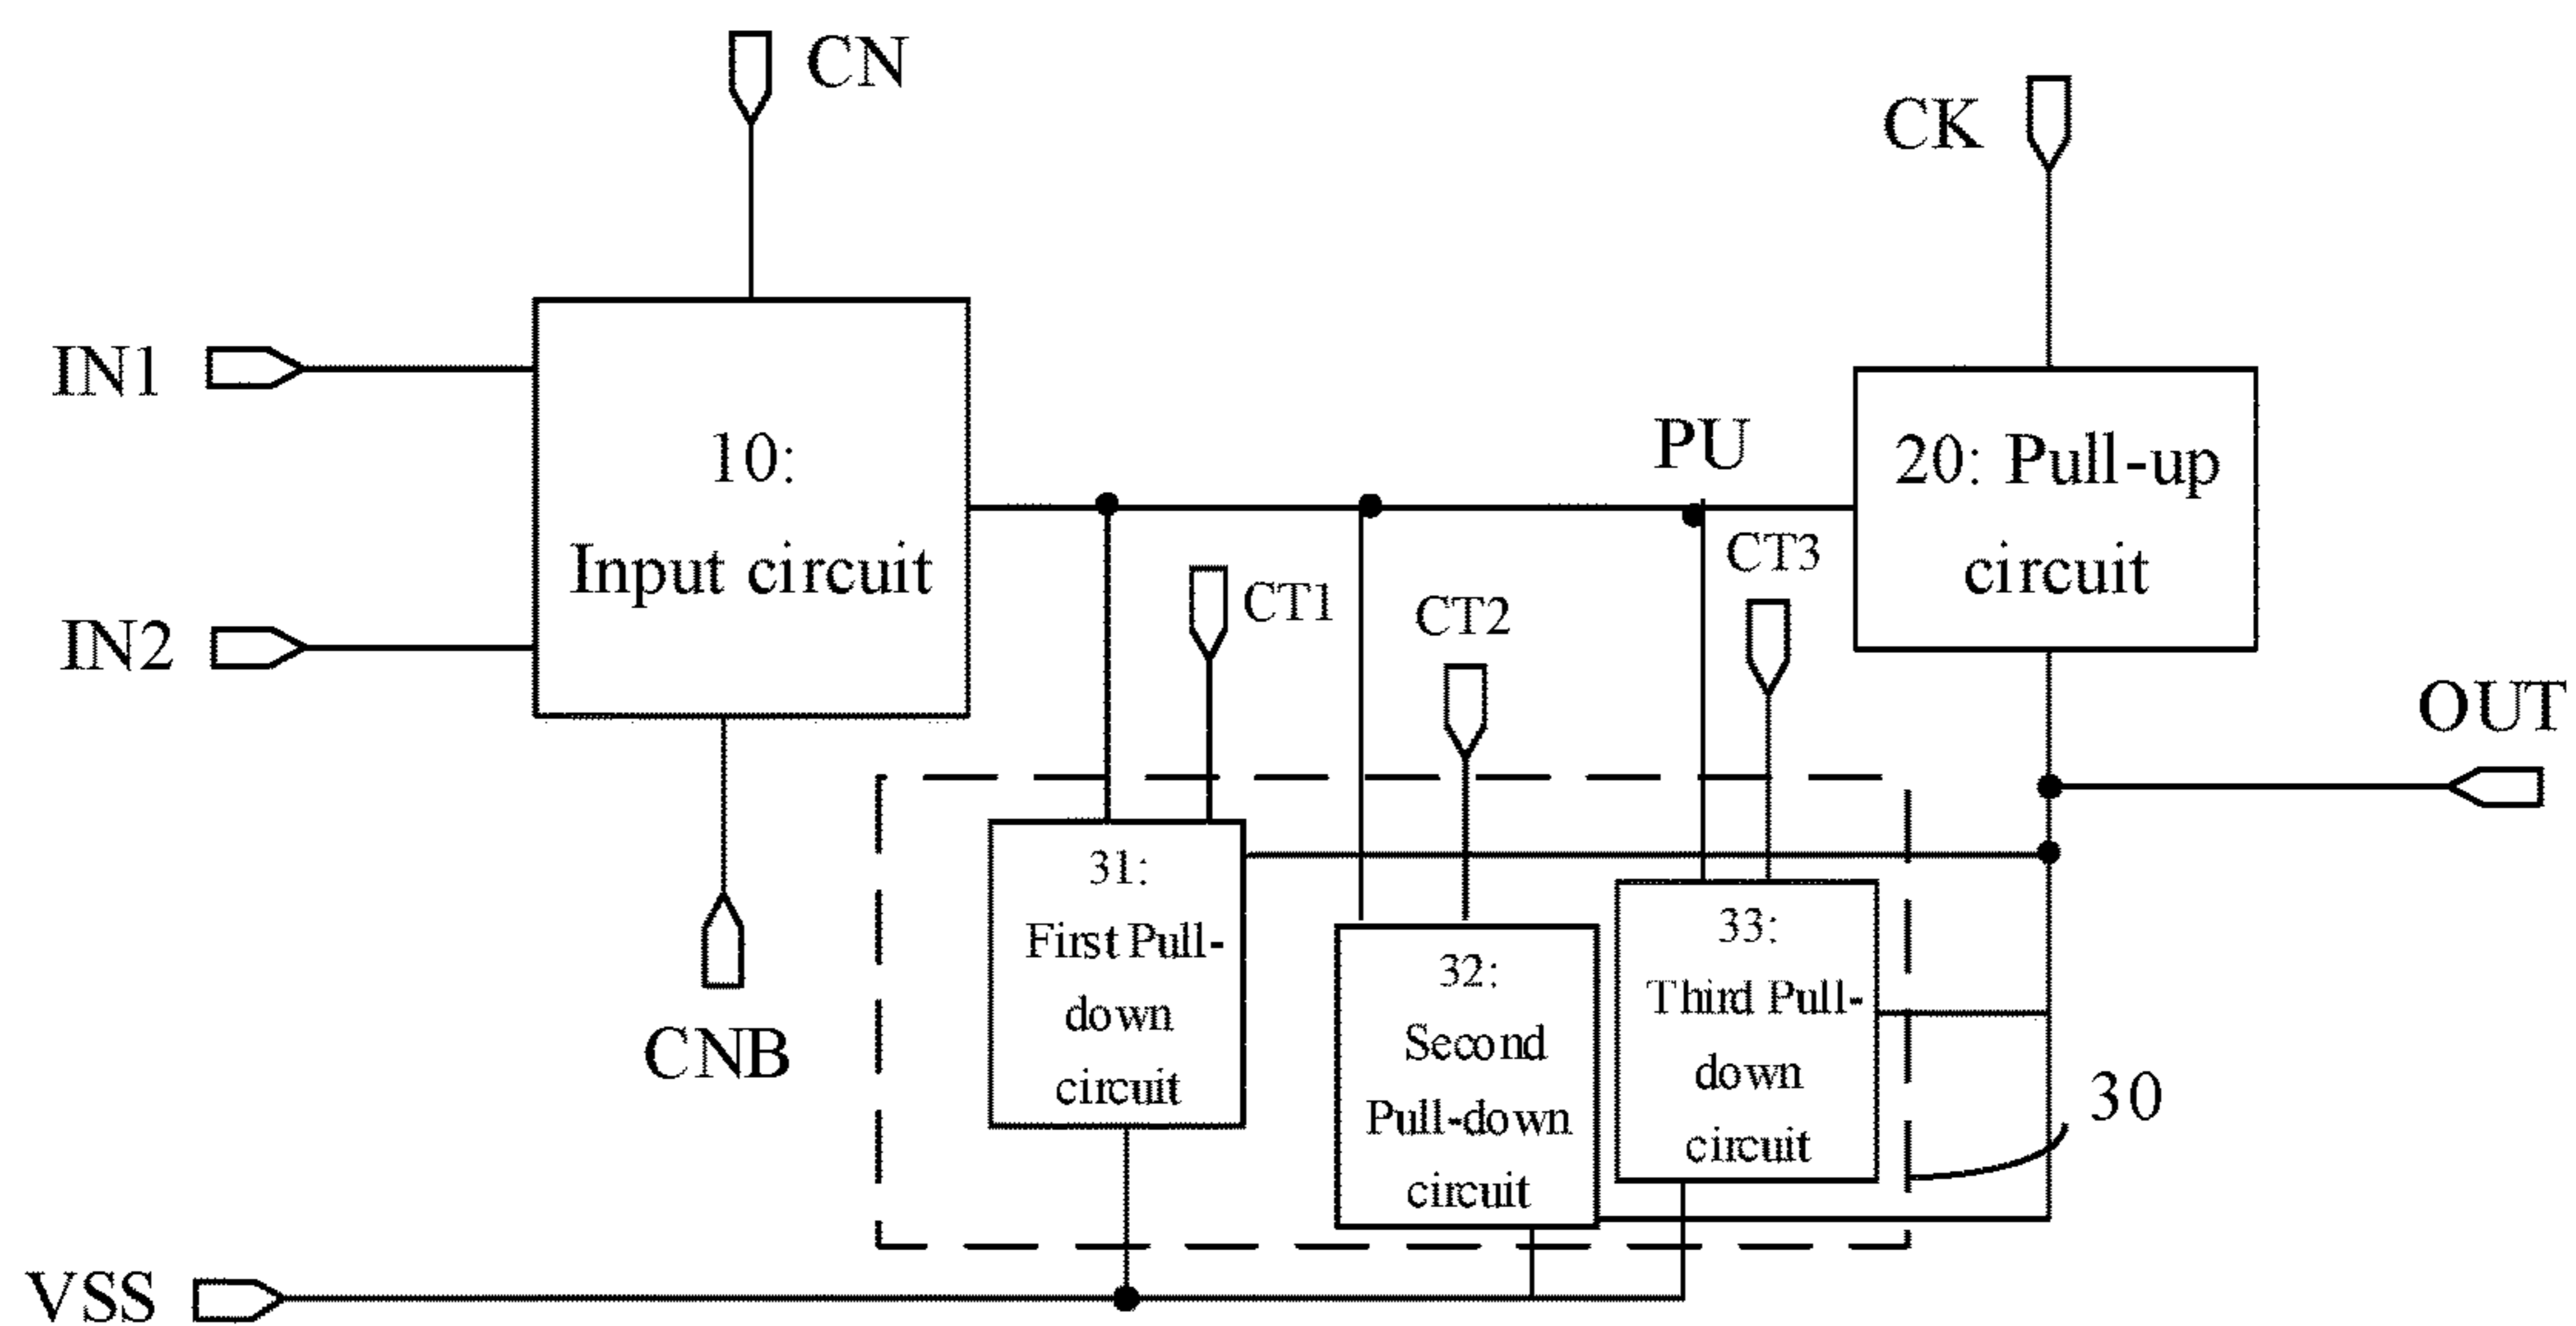 CN
CK
IN1
10:
Input circuit
PU
20: Pull-up
circuit
IN2
CT1
CT2
CT3
OUT
31:
First Pull-
down
circuit
32:
Second
Pull-down
circuit
33:
Third Pull-
down
circuit
CNB
30
VSS